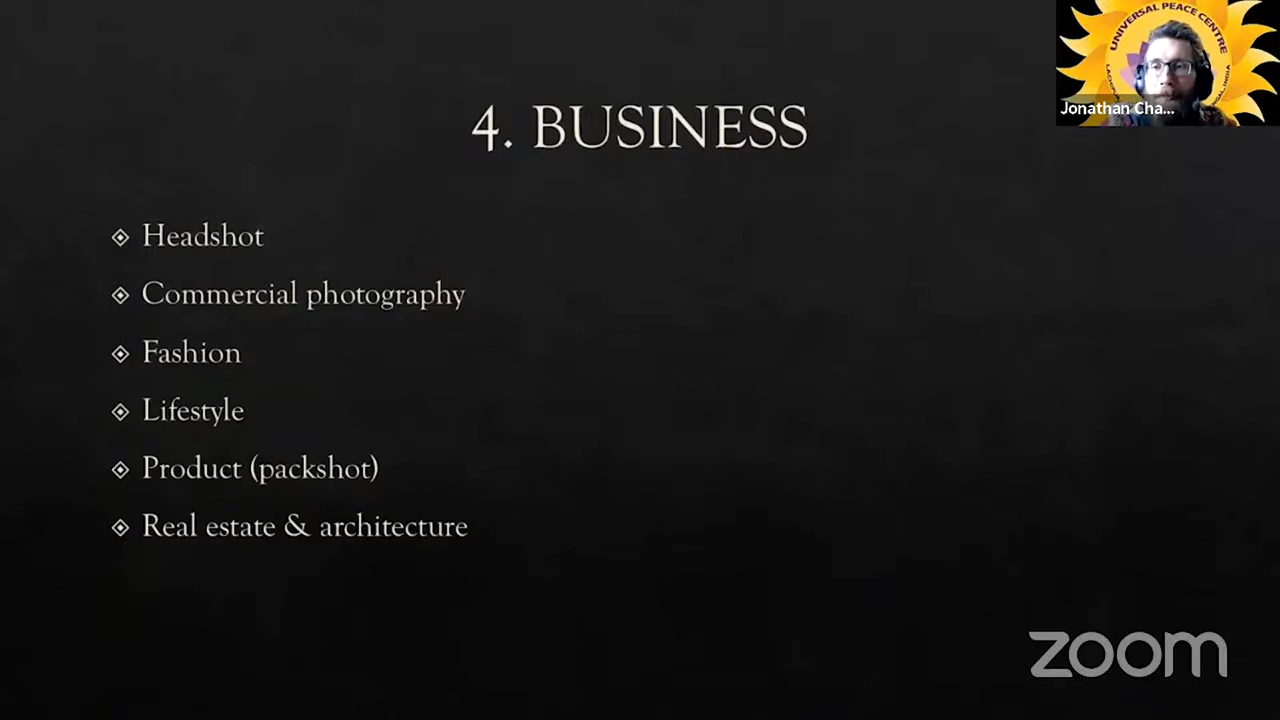 4. BUSINESS
Headshot
Commercial photography
Fashion
Lifestyle
Product (packshot)
Real estate & architecture
UNIVERSAL PEACE CENTRE
Jonathan Cha...
zoom